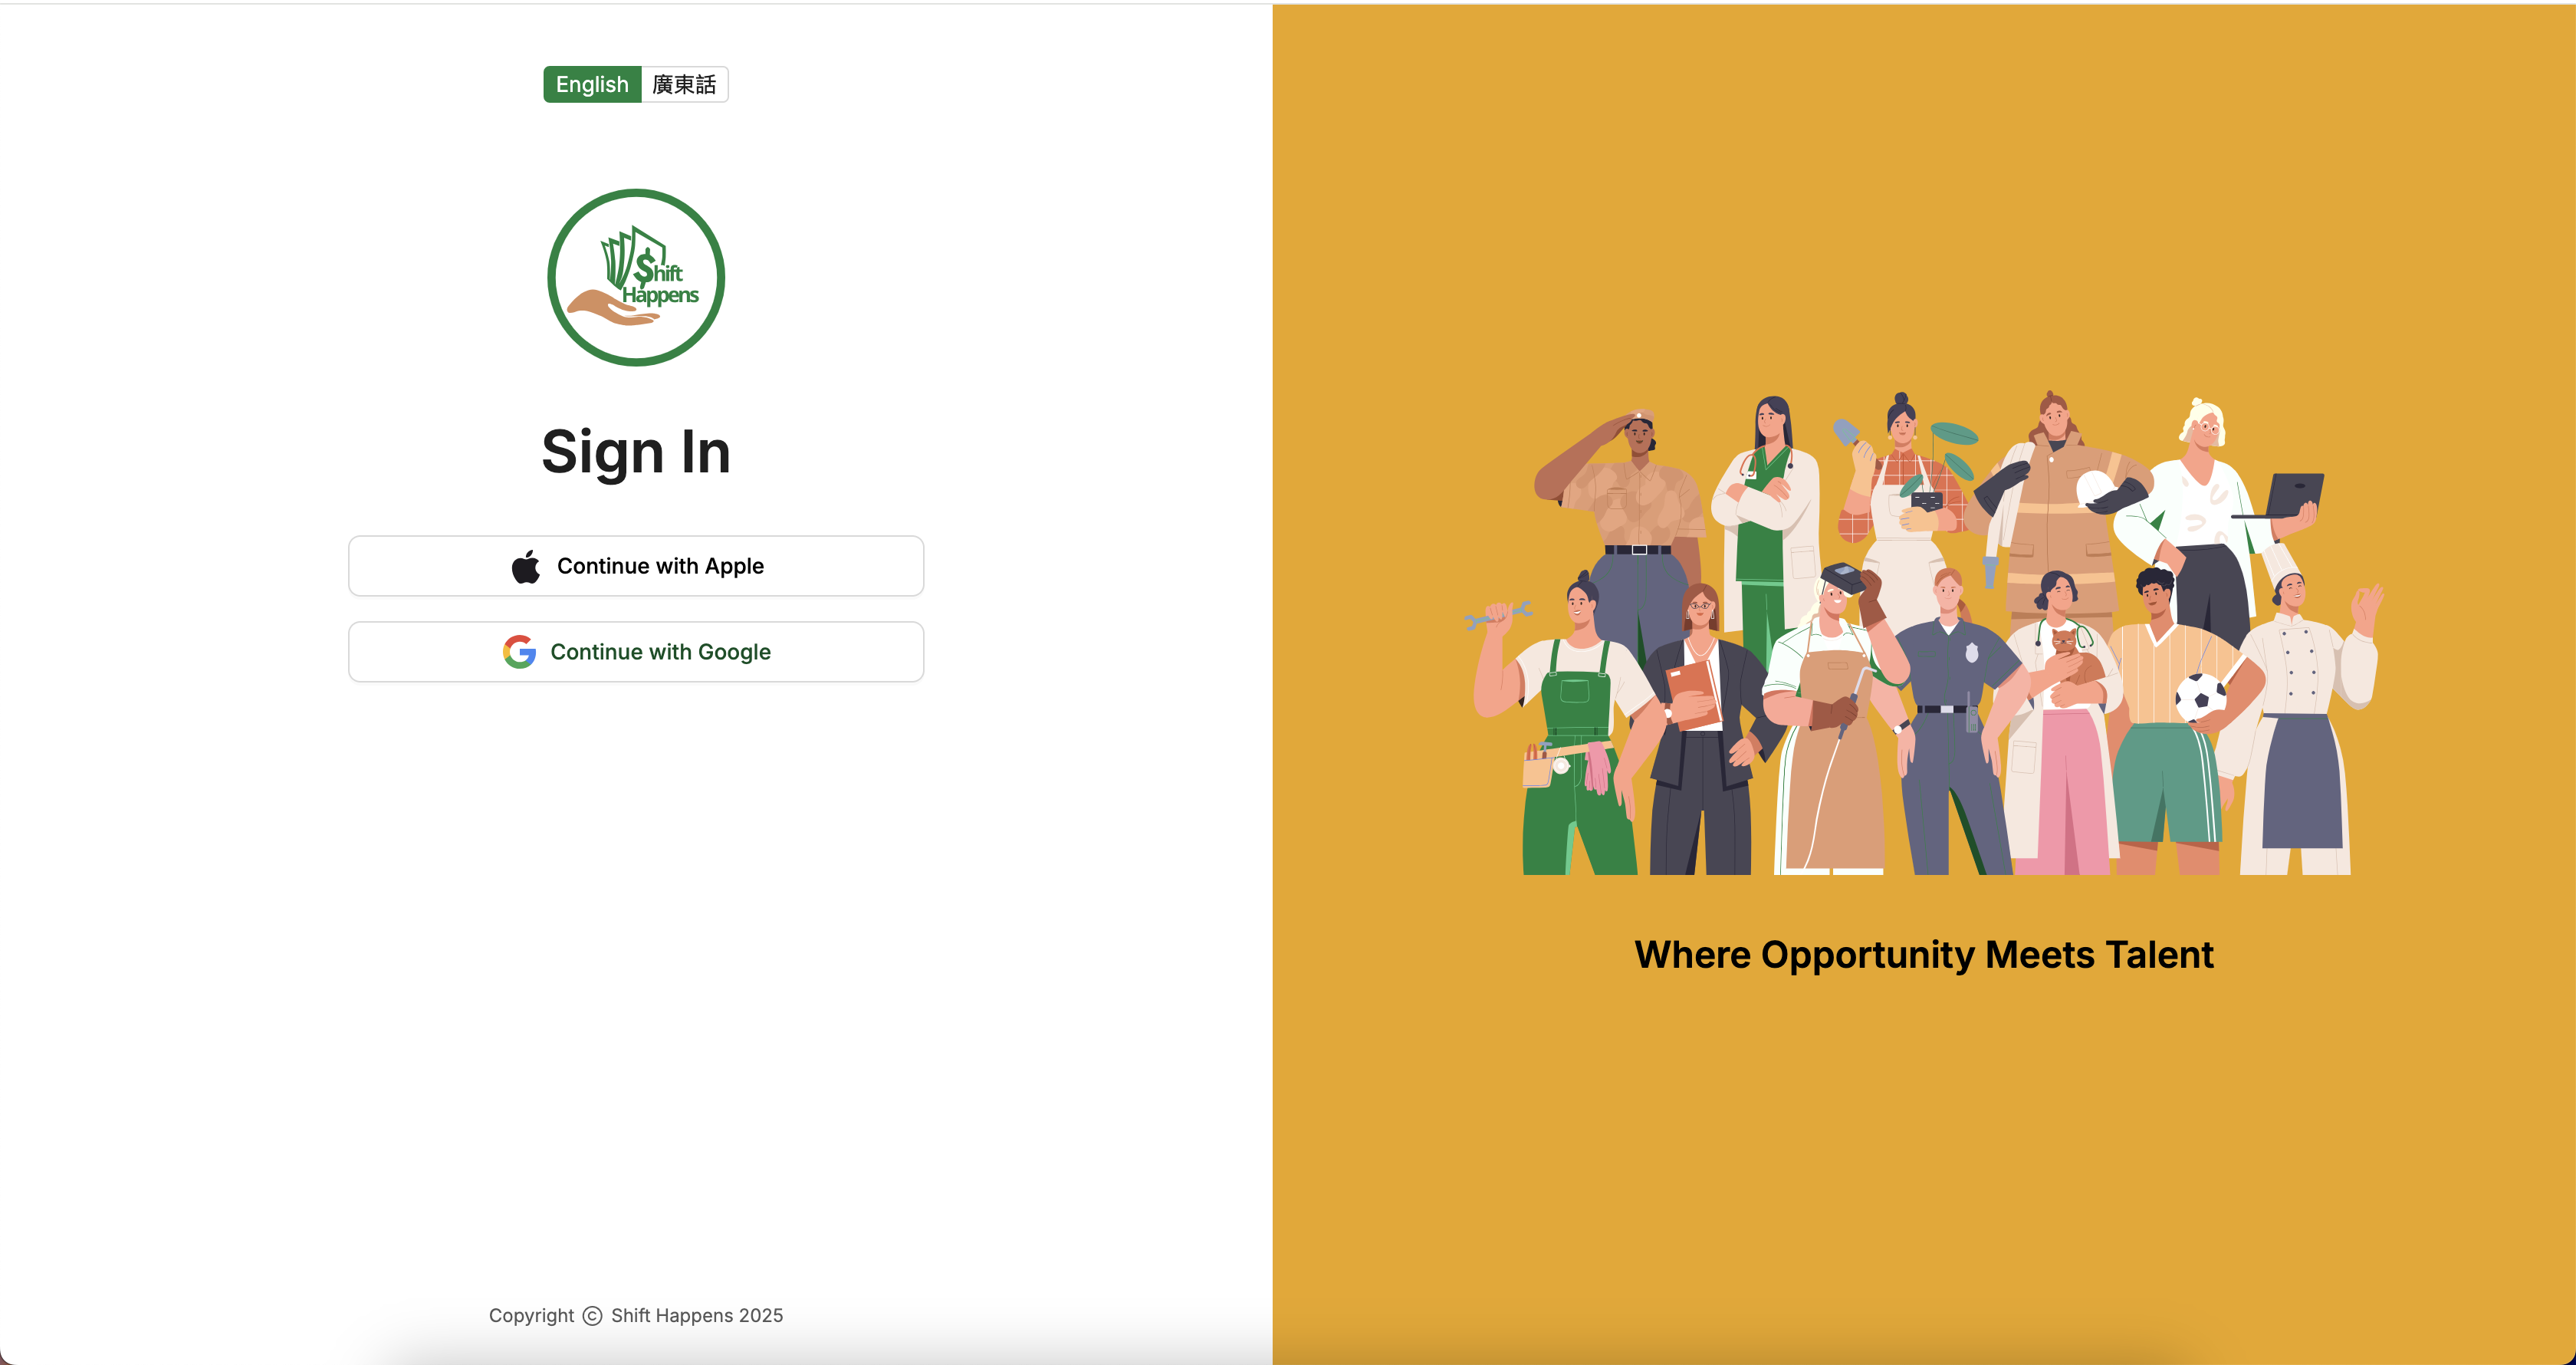 English 廣東話
$hift
Happens
Sign In
Continue with Apple
Continue with Google
Copyright © Shift Happens 2025
Where Opportunity Meets Talent